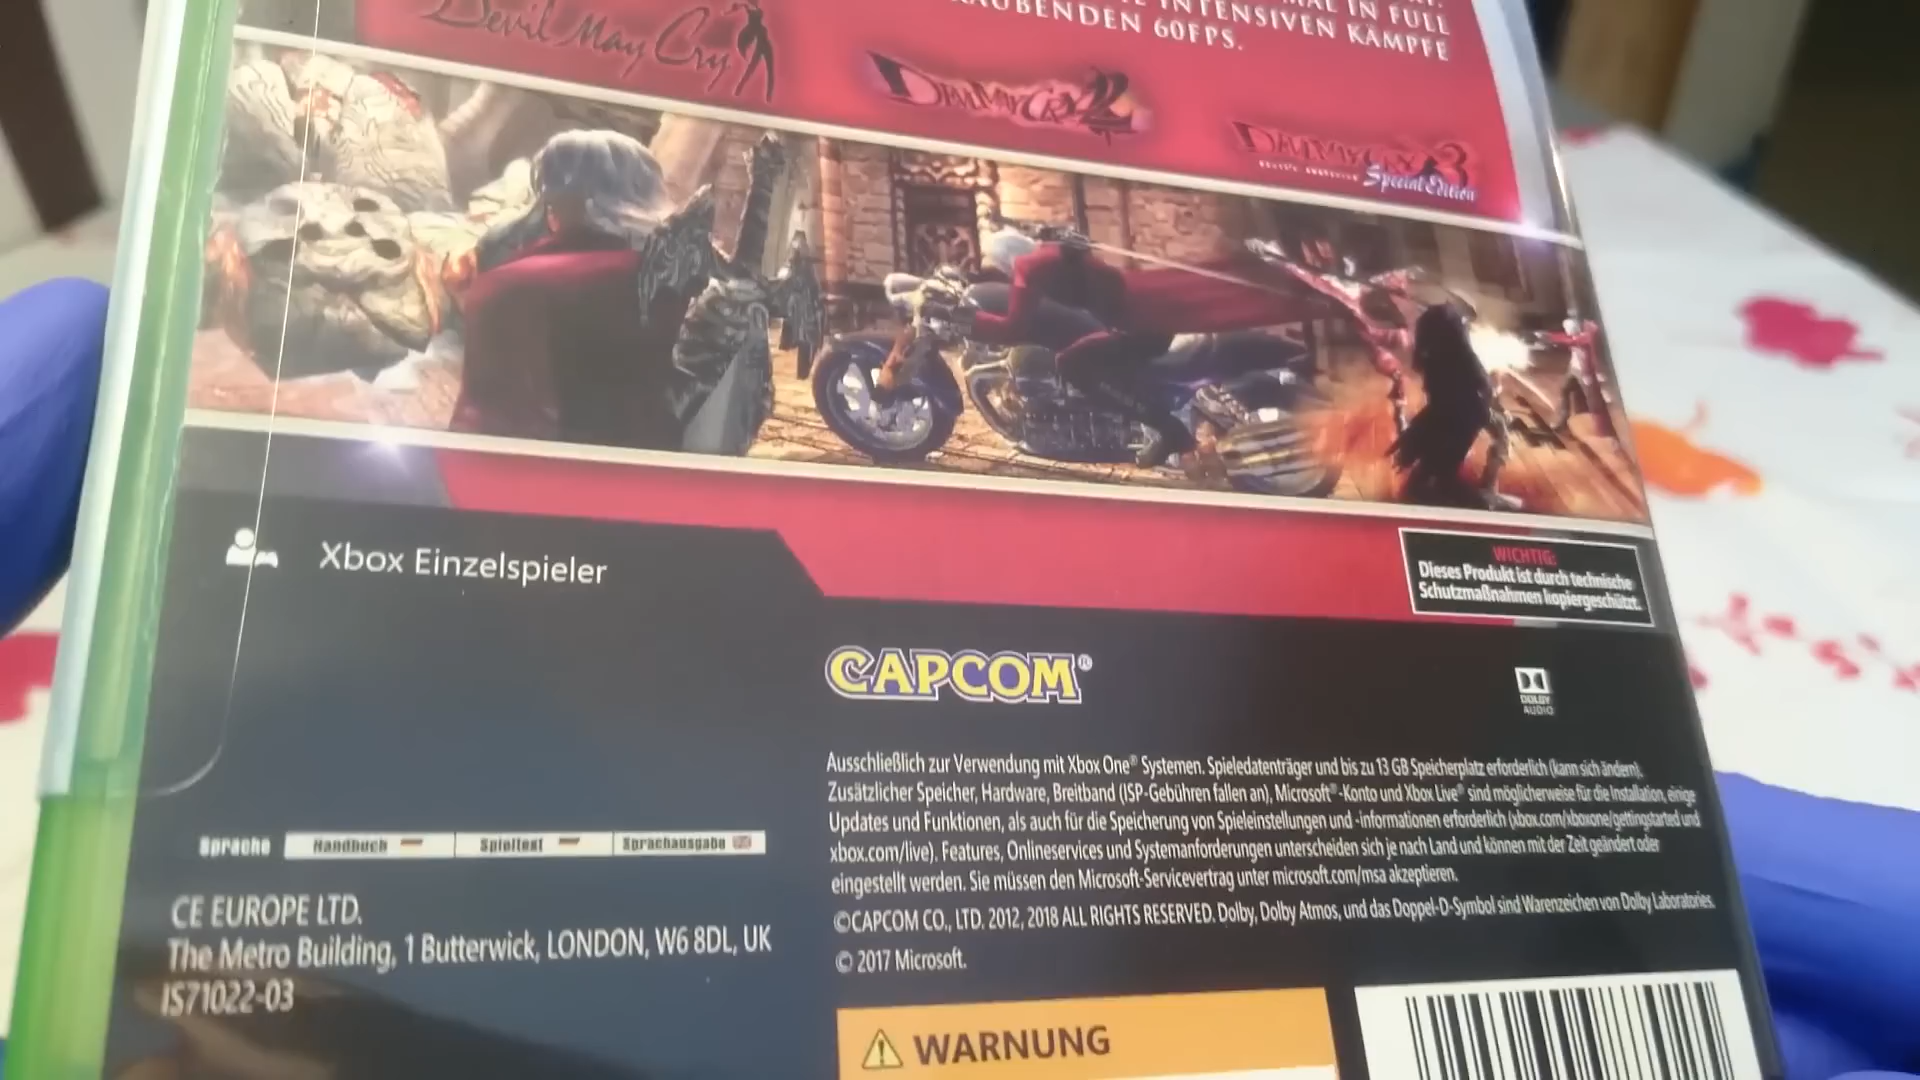 IN FULL
INTENSIVEN KÄMPFE
60FPS.
Devil May Cry
Devil May Cry 2
Devil May Cry 3
Special Edition
Xbox Einzelspieler
WICHTIG:
Dieses Produkt ist durch technische
Schutzmaßnahmen kopiergeschützt.
CAPCOM®
DOLBY
AUDIO
Ausschließlich zur Verwendung mit Xbox One® Systemen. Spieledatenträger und bis zu 13 GB Speicherplatz erforderlich (kann sich ändern).
Zusätzlicher Speicher, Hardware, Breitband (ISP-Gebühren fallen an), Microsoft®-Konto und Xbox Live® sind möglicherweise für die Installation, einige
Updates und Funktionen, als auch für die Speicherung von Spieleinstellungen und -informationen erforderlich (xbox.com/xboxone/gettingstarted und
xbox.com/live). Features, Onlineservices und Systemanforderungen unterscheiden sich je nach Land und können mit der Zeit geändert oder
eingestellt werden. Sie müssen den Microsoft-Servicevertrag unter microsoft.com/msa akzeptieren.
©CAPCOM CO., LTD. 2012, 2018 ALL RIGHTS RESERVED. Dolby, Dolby Atmos, und das Doppel-D-Symbol sind Warenzeichen von Dolby Laboratories.
© 2017 Microsoft.
Sprache Handbuch Spieltext Sprachausgabe
CE EUROPE LTD.
The Metro Building, 1 Butterwick, LONDON, W6 8DL, UK
IS71022-03
WARNUNG